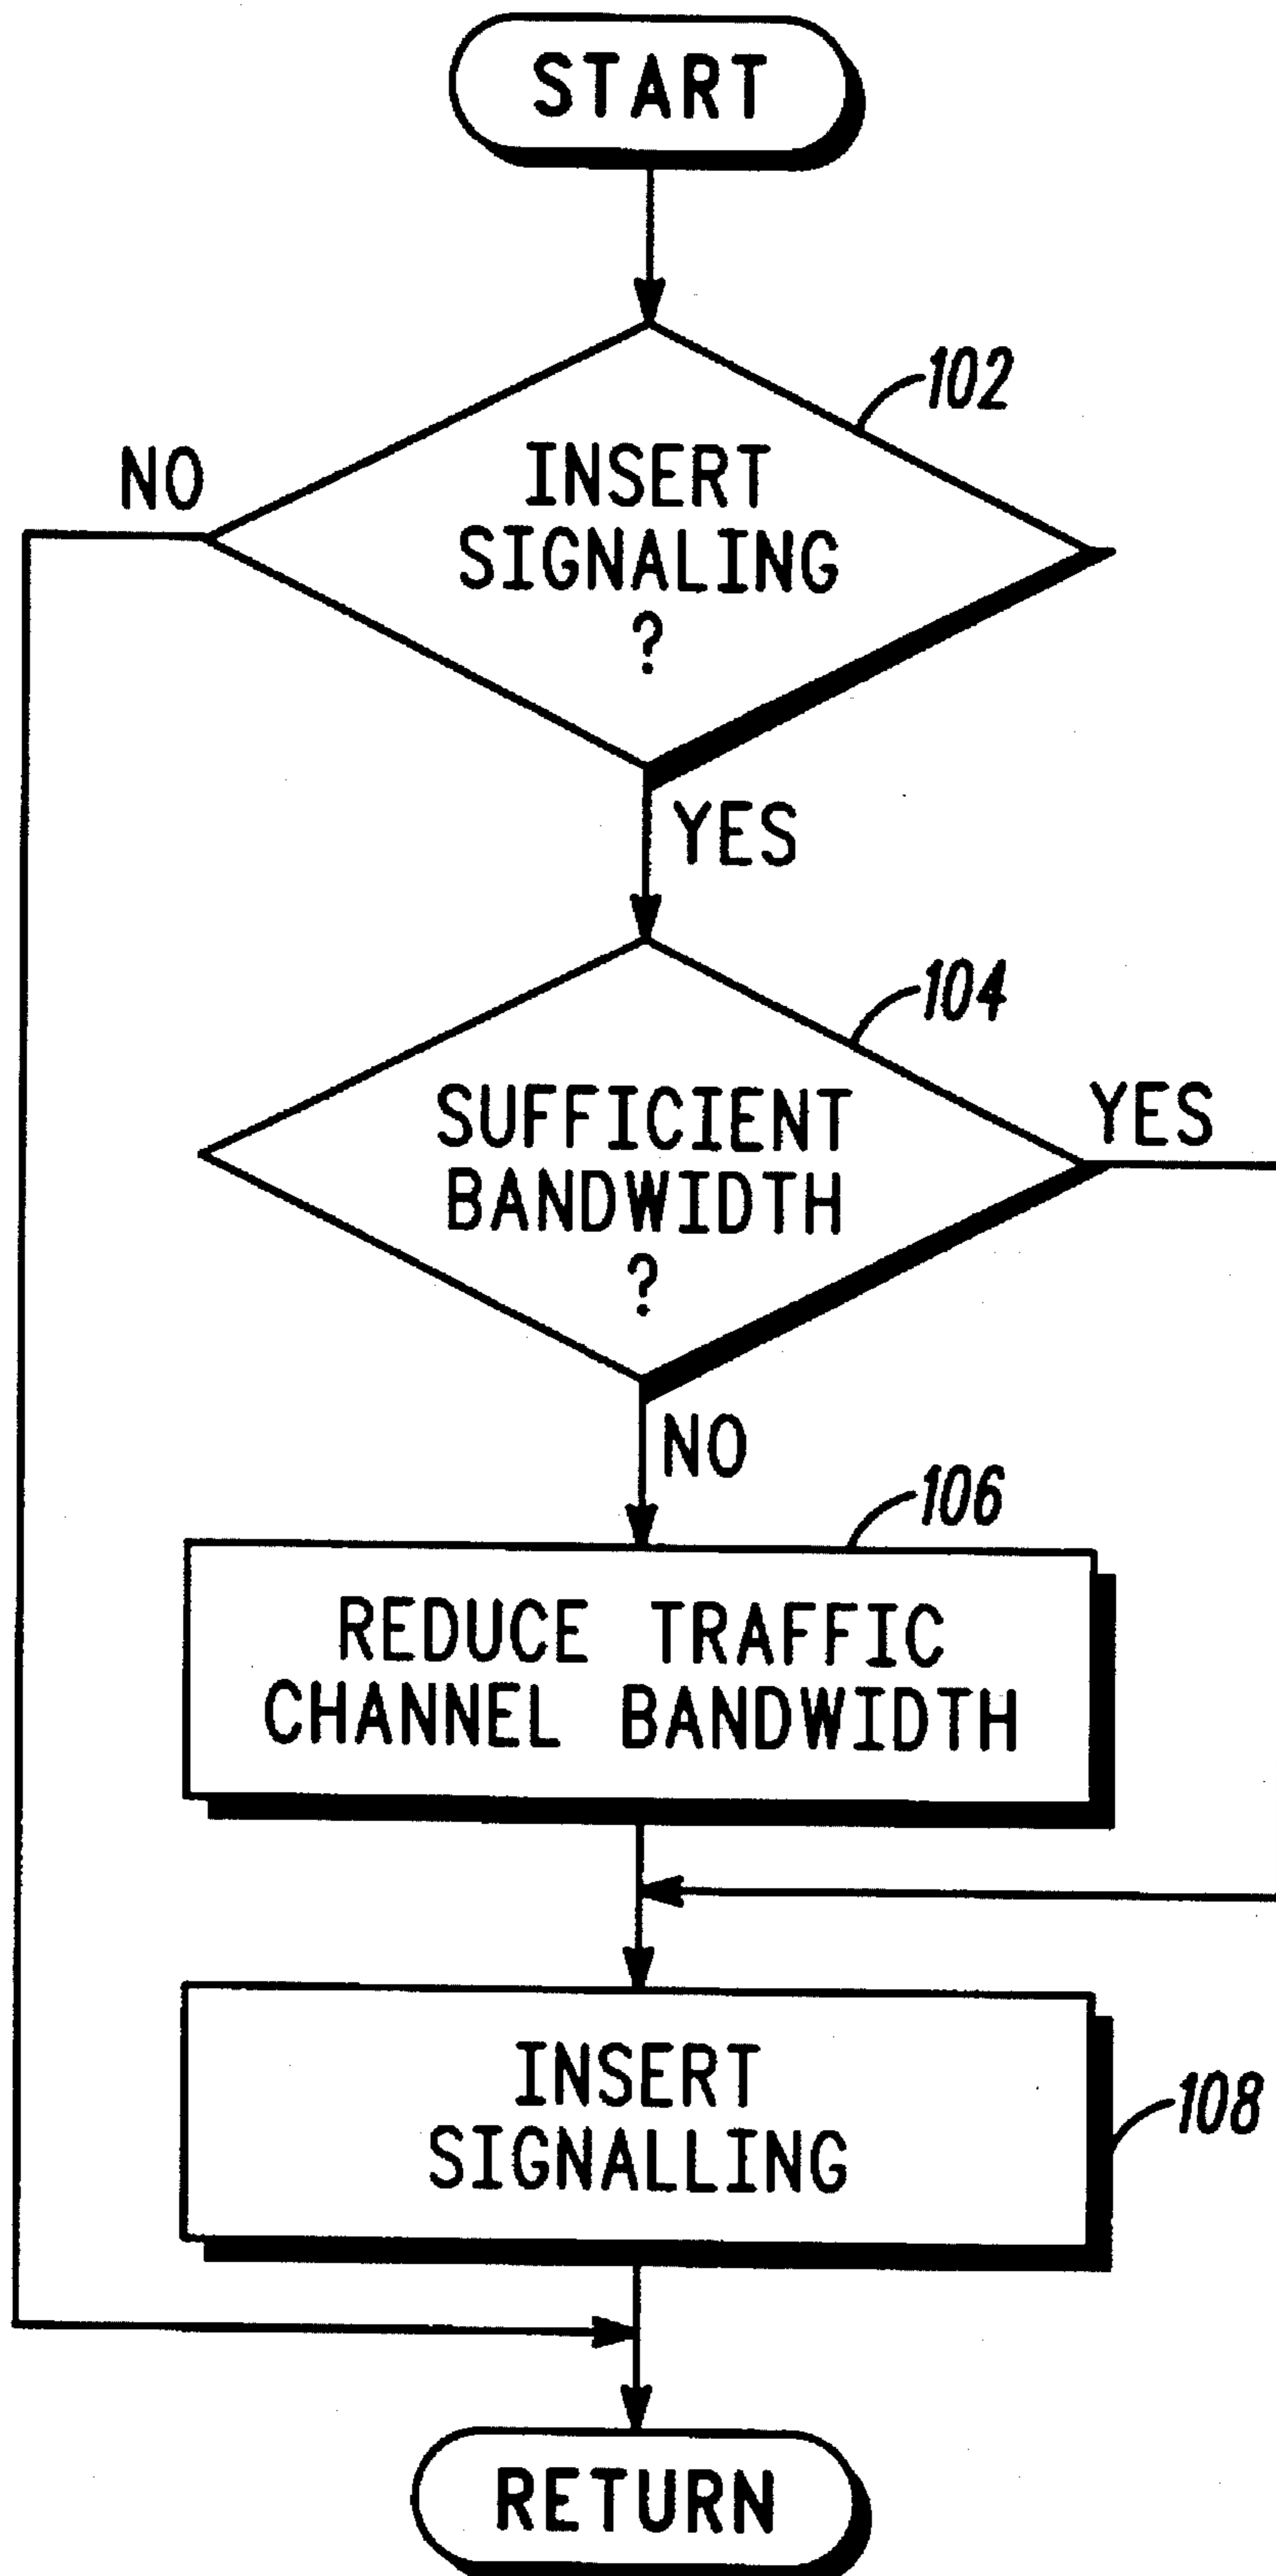 START
102
INSERT
SIGNALING
?
NO
YES
104
SUFFICIENT
BANDWIDTH
?
YES
NO
106
REDUCE TRAFFIC
CHANNEL BANDWIDTH
INSERT
SIGNALLING
108
RETURN